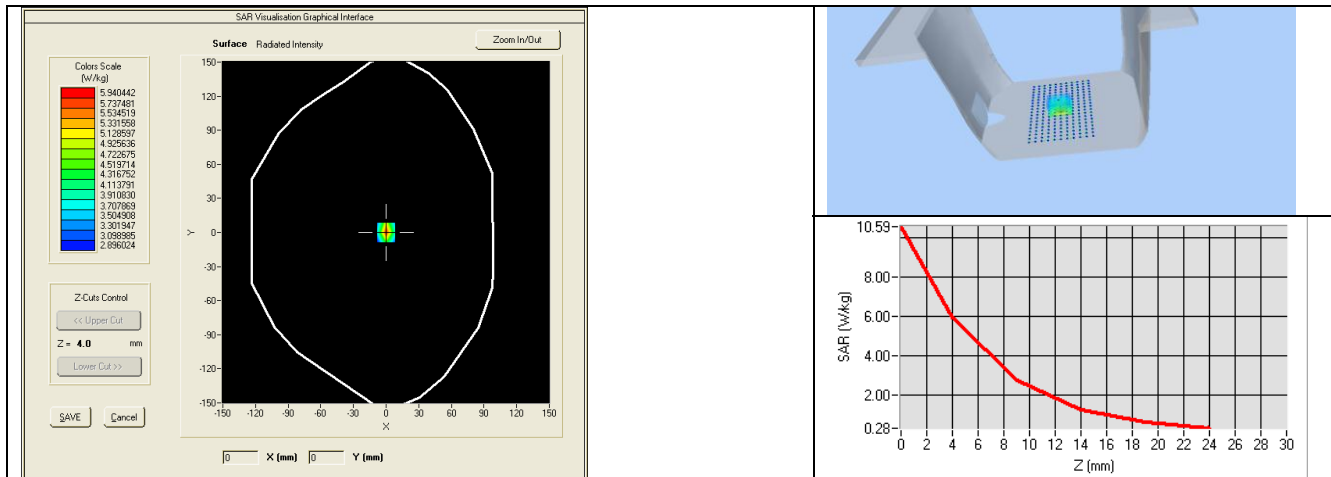 SAR Visualisation Graphical Interface
Surface Radiated Intensity
Zoom In/Out
Colors Scale
(W/kg)
5.940442
5.737481
5.534519
5.331558
5.128597
4.925636
4.722675
4.519714
4.316752
4.113791
3.910830
3.707869
3.504908
3.301947
3.098985
2.896024
Z-Cuts Control
<< Upper Cut
Z = 4.0 mm
Lower Cut >>
SAVE Cancel
150
120
90
60
30
0
-30
-60
-90
-120
-150
Y
-150 -120 -90 -60 -30 0 30 60 90 120 150
X
0 X (mm) 0 Y (mm)
10.59
8.00
6.00
4.00
2.00
0.28
SAR (W/kg)
0 2 4 6 8 10 12 14 16 18 20 22 24 26 28 30
Z (mm)